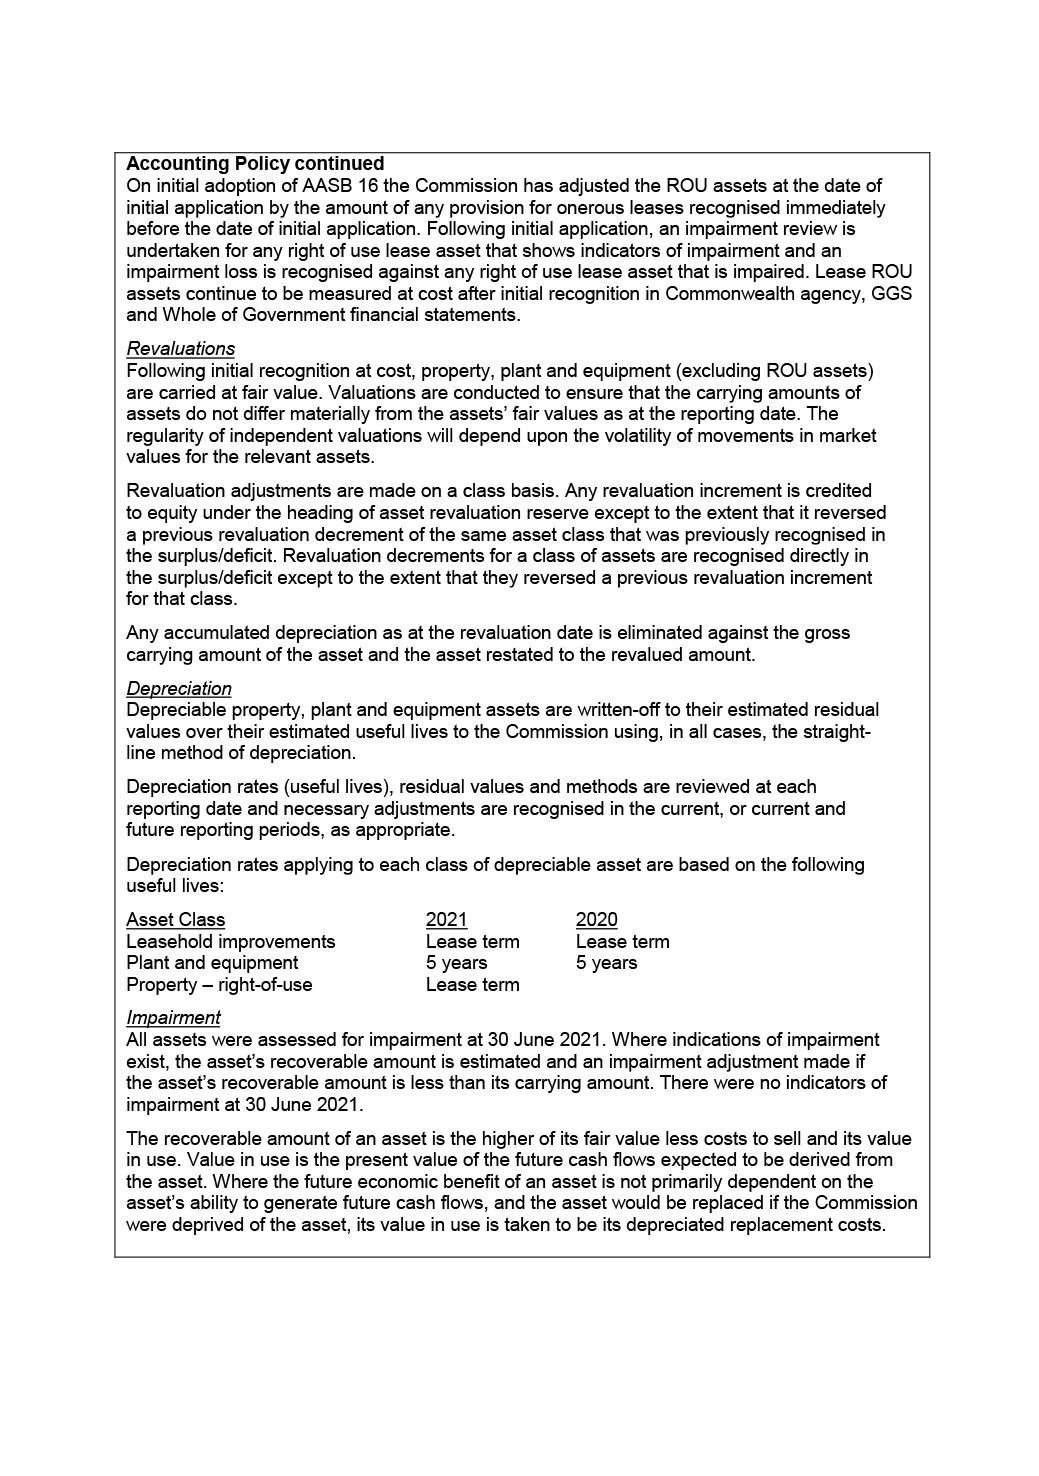 Accounting Policy continued
On initial adoption of AASB 16 the Commission has adjusted the ROU assets at the date of
initial application by the amount of any provision for onerous leases recognised immediately
before the date of initial application. Following initial application, an impairment review is
undertaken for any right of use lease asset that shows indicators of impairment and an
impairment loss is recognised against any right of use lease asset that is impaired. Lease ROU
assets continue to be measured at cost after initial recognition in Commonwealth agency, GGS
and Whole of Government financial statements.
Revaluations
Following initial recognition at cost, property, plant and equipment (excluding ROU assets)
are carried at fair value. Valuations are conducted to ensure that the carrying amounts of
assets do not differ materially from the assets’ fair values as at the reporting date. The
regularity of independent valuations will depend upon the volatility of movements in market
values for the relevant assets.
Revaluation adjustments are made on a class basis. Any revaluation increment is credited
to equity under the heading of asset revaluation reserve except to the extent that it reversed
a previous revaluation decrement of the same asset class that was previously recognised in
the surplus/deficit. Revaluation decrements for a class of assets are recognised directly in
the surplus/deficit except to the extent that they reversed a previous revaluation increment
for that class.
Any accumulated depreciation as at the revaluation date is eliminated against the gross
carrying amount of the asset and the asset restated to the revalued amount.
Depreciation
Depreciable property, plant and equipment assets are written-off to their estimated residual
values over their estimated useful lives to the Commission using, in all cases, the straight-
line method of depreciation.
Depreciation rates (useful lives), residual values and methods are reviewed at each
reporting date and necessary adjustments are recognised in the current, or current and
future reporting periods, as appropriate.
Depreciation rates applying to each class of depreciable asset are based on the following
useful lives:
Asset Class 2021 2020
Leasehold improvements Lease term Lease term
Plant and equipment 5 years 5 years
Property – right-of-use Lease term
Impairment
All assets were assessed for impairment at 30 June 2021. Where indications of impairment
exist, the asset’s recoverable amount is estimated and an impairment adjustment made if
the asset’s recoverable amount is less than its carrying amount. There were no indicators of
impairment at 30 June 2021.
The recoverable amount of an asset is the higher of its fair value less costs to sell and its value
in use. Value in use is the present value of the future cash flows expected to be derived from
the asset. Where the future economic benefit of an asset is not primarily dependent on the
asset’s ability to generate future cash flows, and the asset would be replaced if the Commission
were deprived of the asset, its value in use is taken to be its depreciated replacement costs.